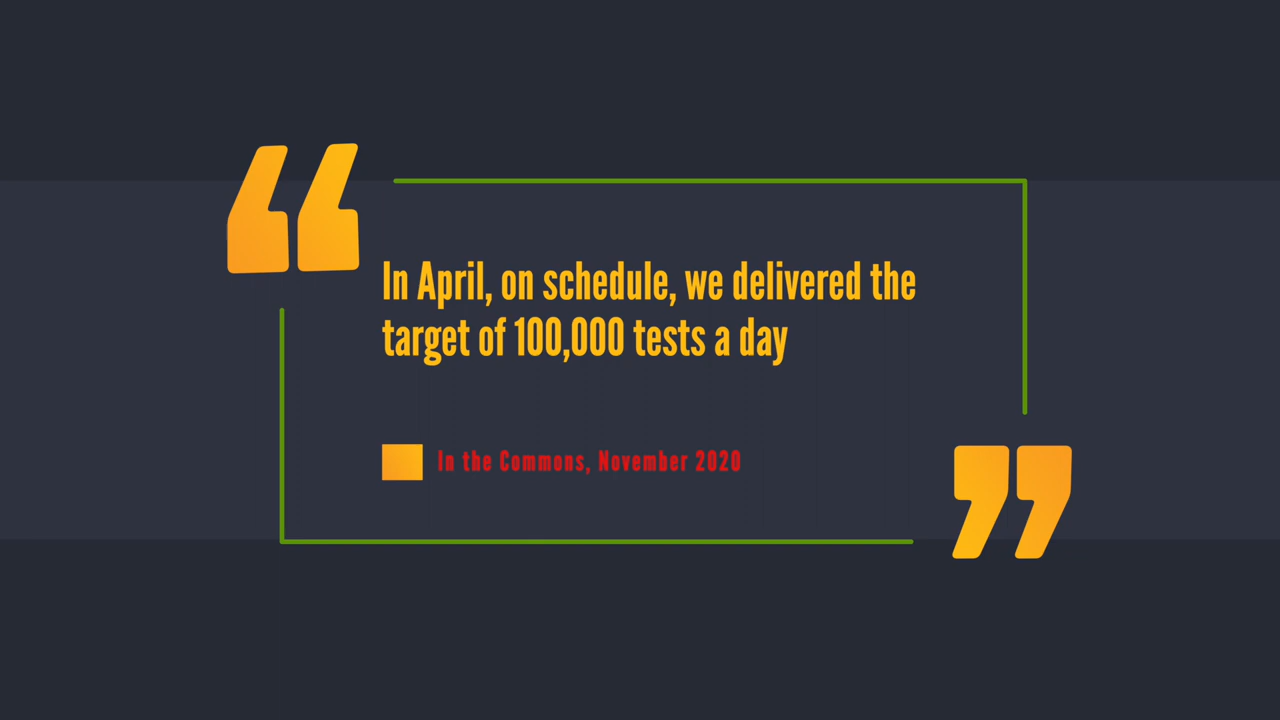 In April, on schedule, we delivered the
target of 100,000 tests a day
In the Commons, November 2020